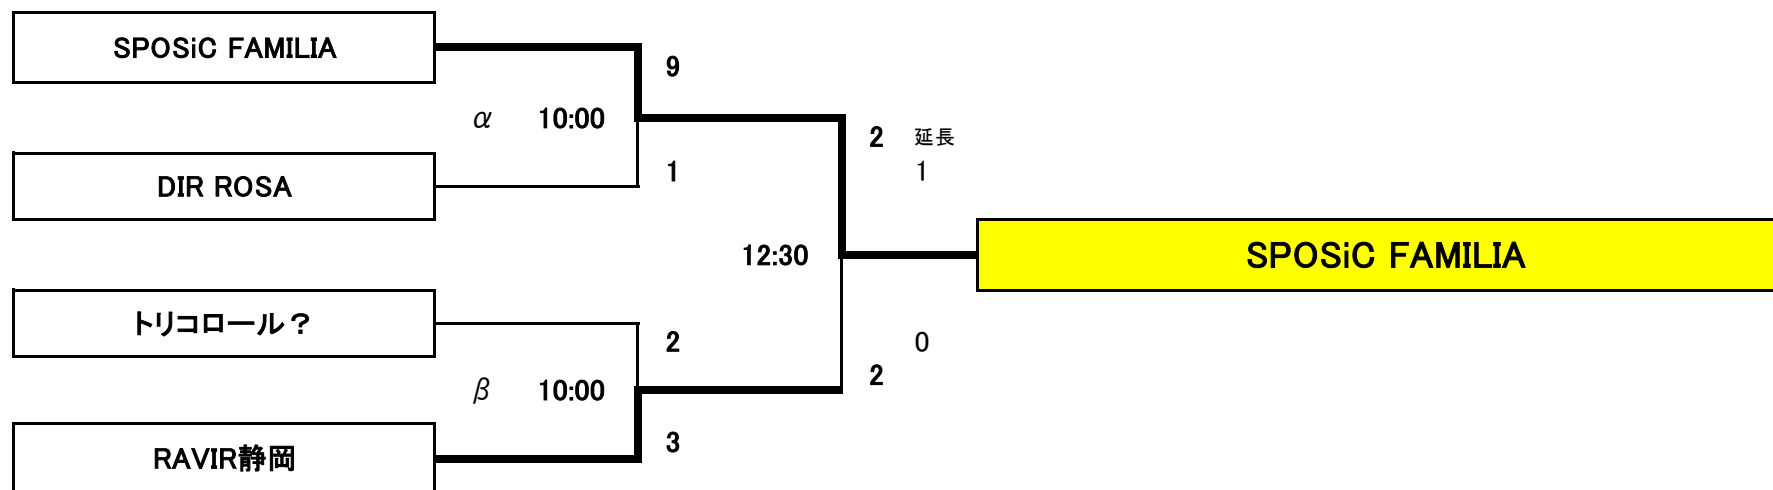 SPOSiC FAMILIA
9
α 10:00
2 延長
1
1
DIR ROSA
12:30
SPOSiC FAMILIA
トリコロール？
2
0
2
β 10:00
3
RAVIR静岡